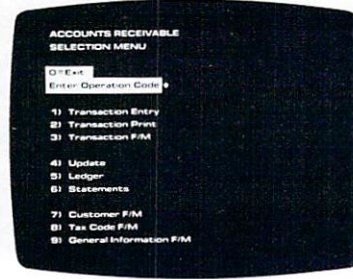 ACCOUNTS RECEIVABLE
SELECTION MENU
0=Exit
Enter Operation Code
1) Transaction Entry
2) Transaction Print
3) Transaction F/M
4) Update
5) Ledger
6) Statements
7) Customer F/M
8) Tax Code F/M
9) General Information F/M